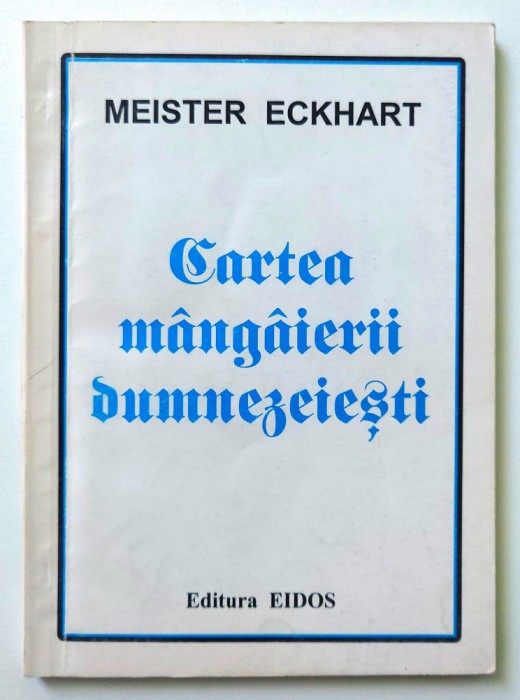 MEISTER ECKHART
Cartea
mângâierii
dumnezeiești
Editura EIDOS